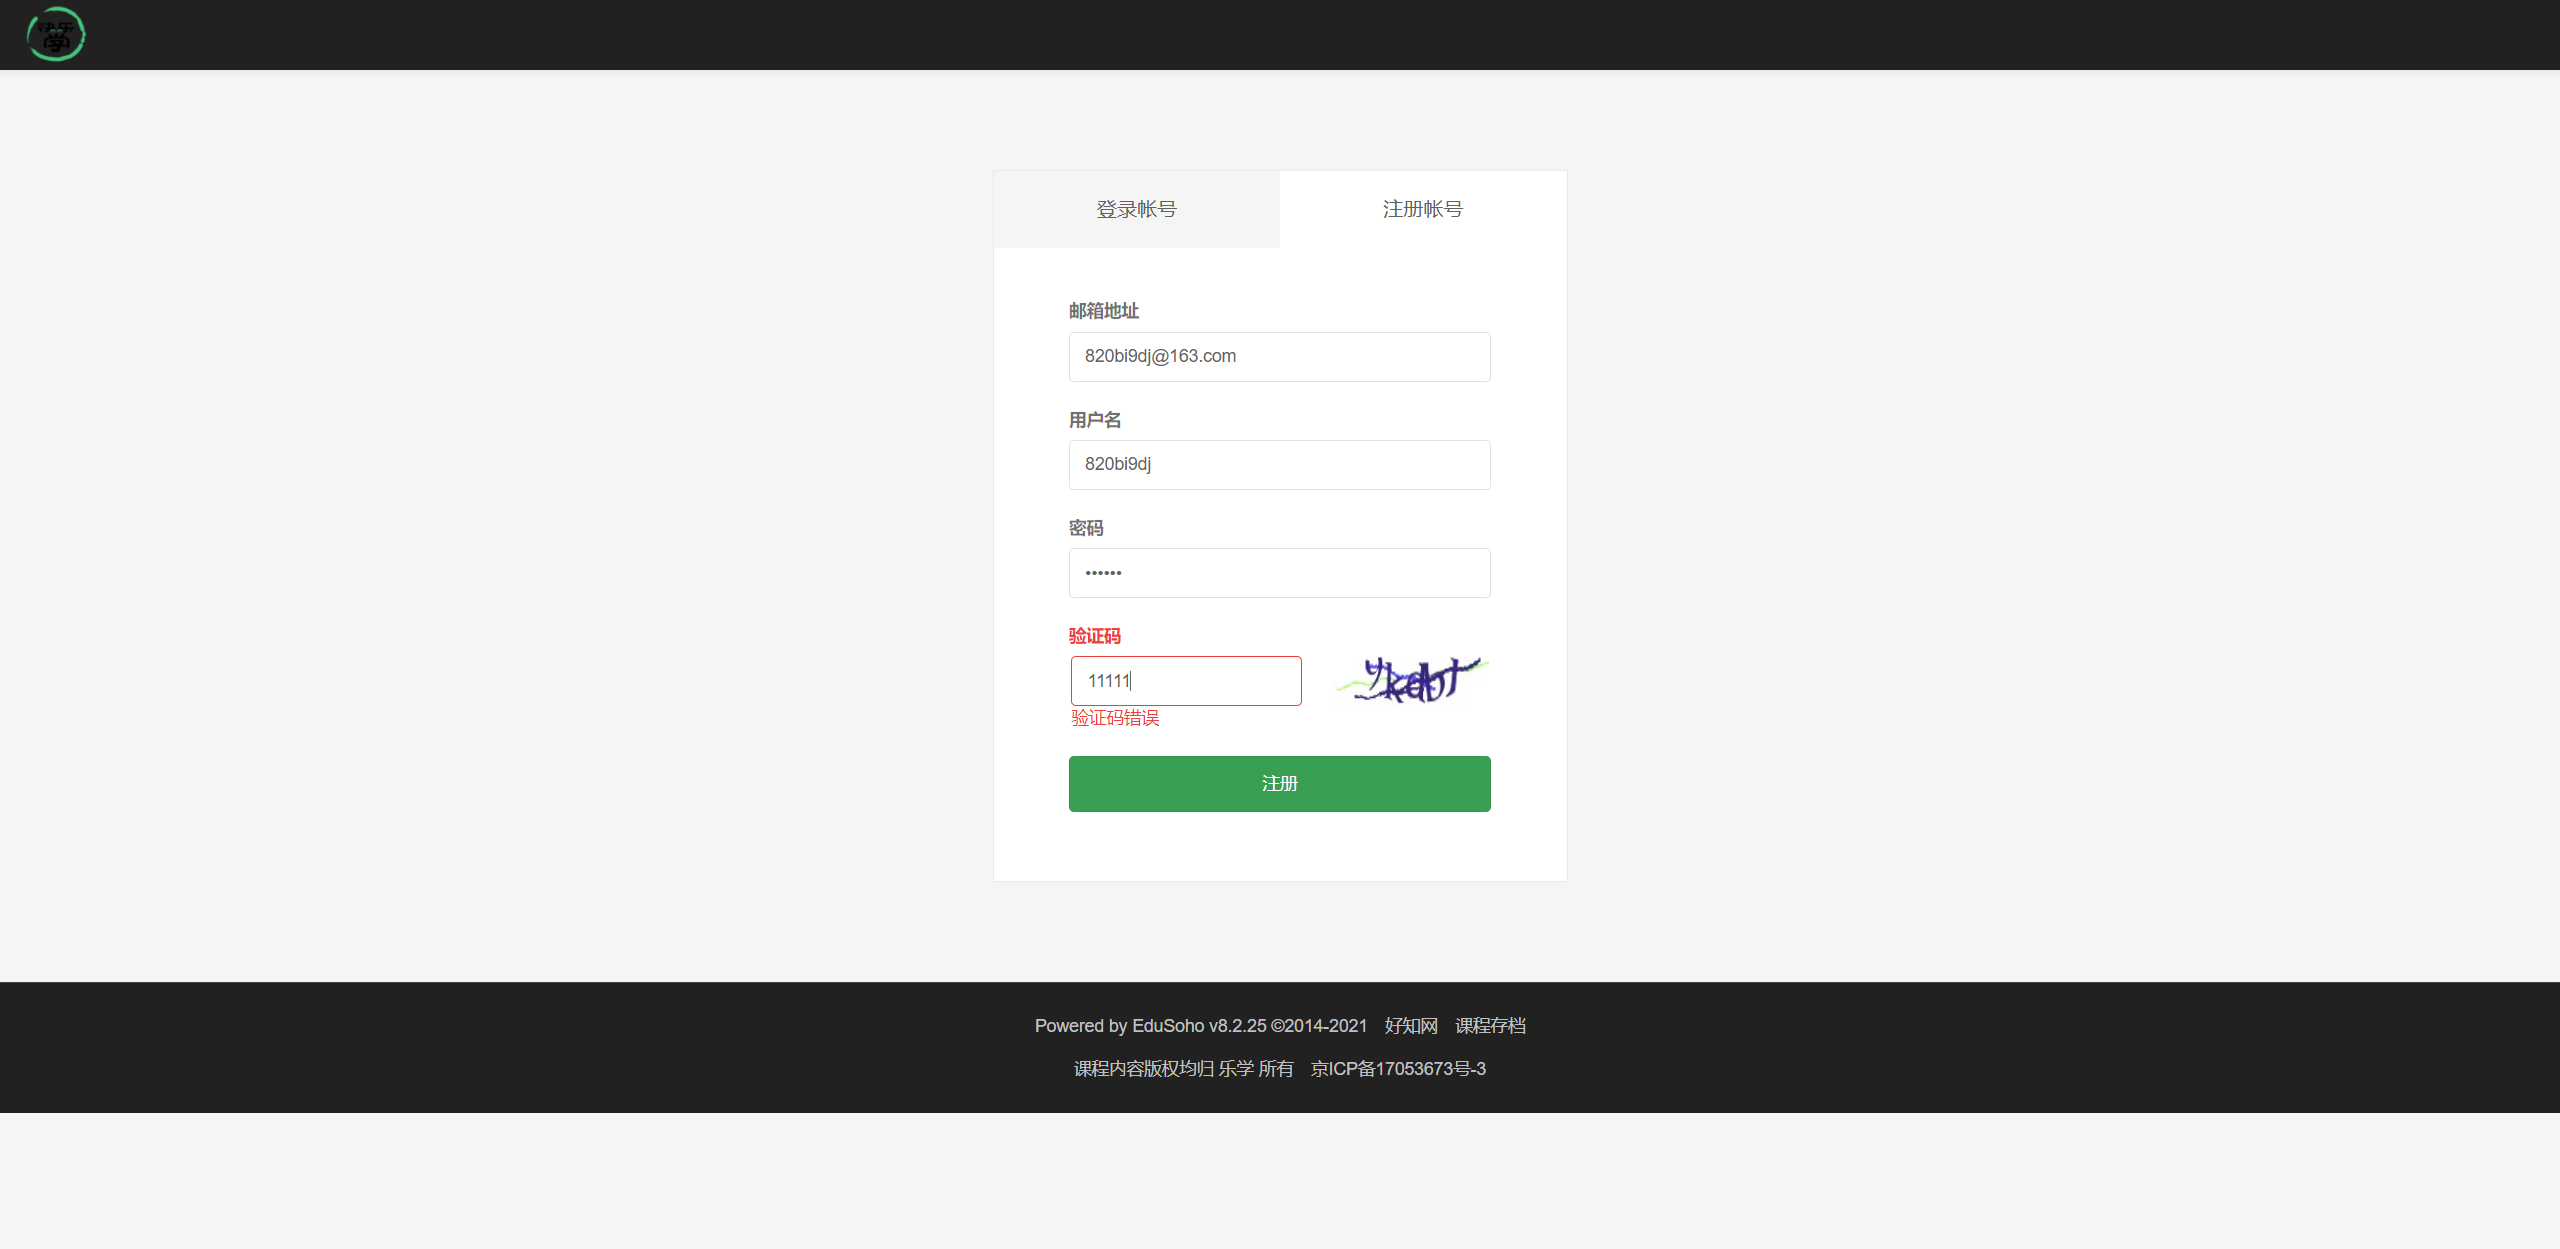 登录帐号
注册帐号
邮箱地址
820bi9dj@163.com
用户名
820bi9dj
密码
••••••
验证码
11111
验证码错误
注册
Powered by EduSoho v8.2.25 ©2014-2021 好知网 课程存档
课程内容版权均归 乐学 所有 京ICP备17053673号-3